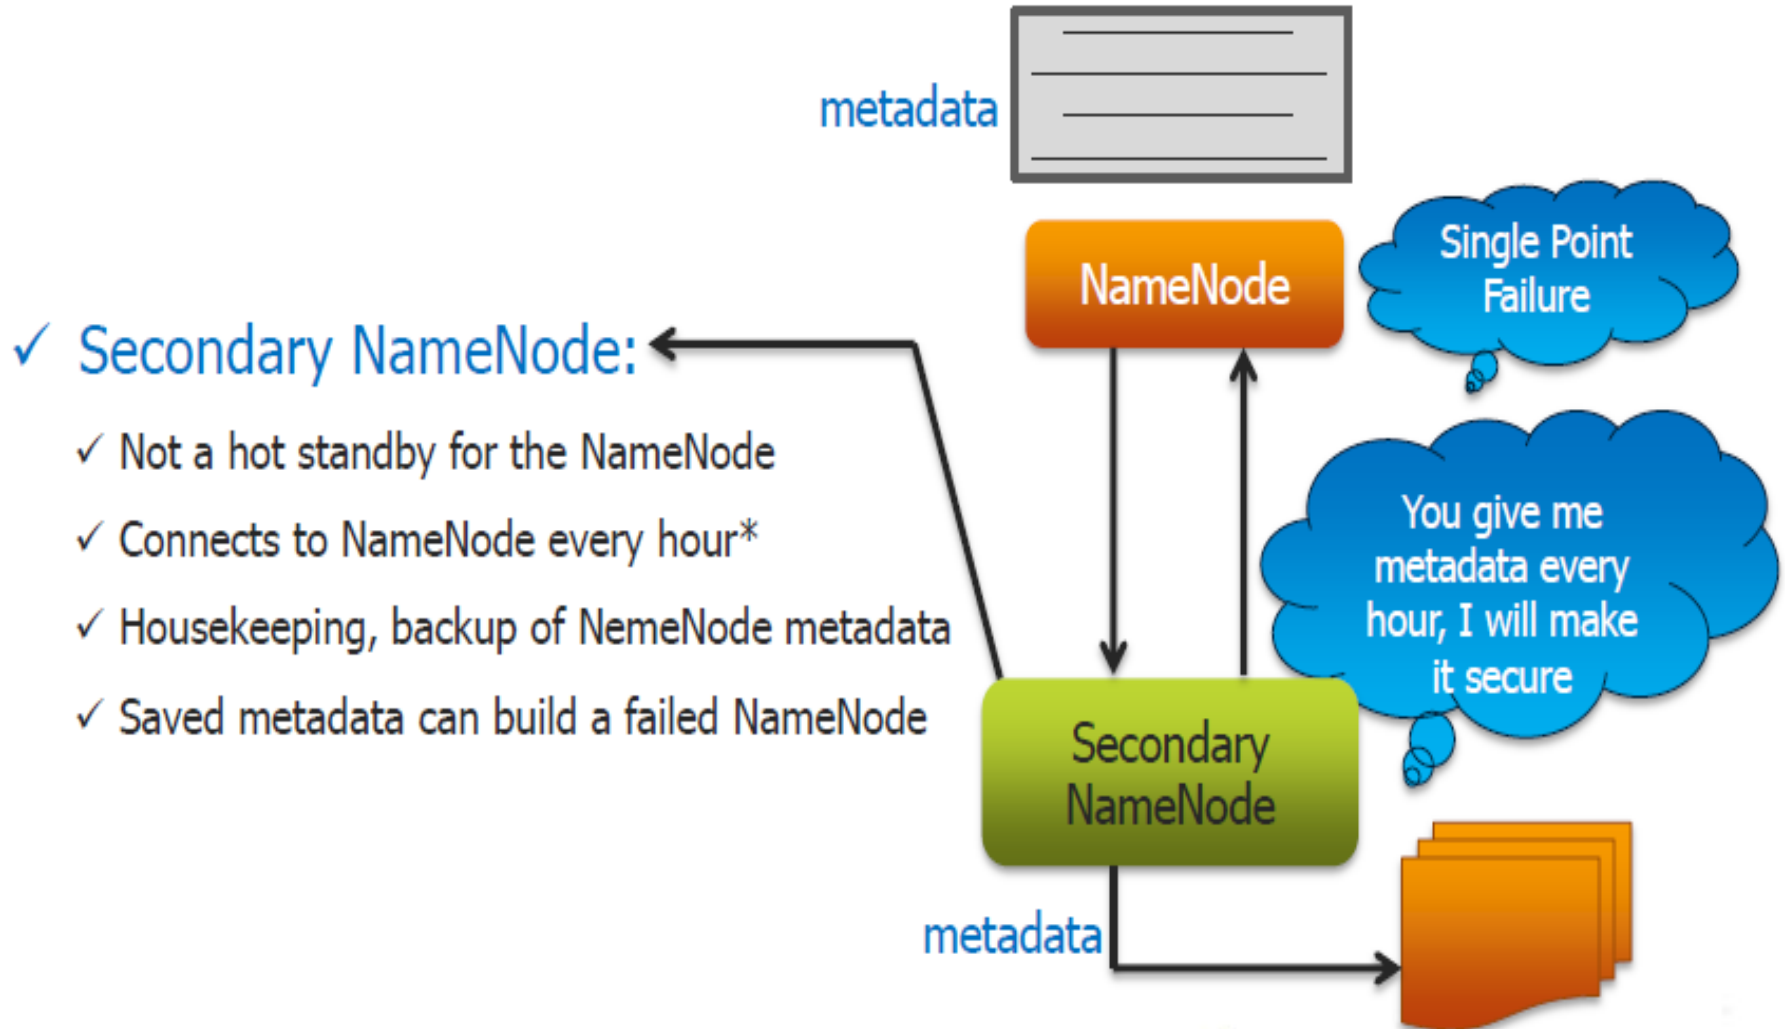 metadata
NameNode
Single Point
Failure
✓ Secondary NameNode:
✓ Not a hot standby for the NameNode
✓ Connects to NameNode every hour*
✓ Housekeeping, backup of NemeNode metadata
✓ Saved metadata can build a failed NameNode
You give me
metadata every
hour, I will make
it secure
Secondary
NameNode
metadata